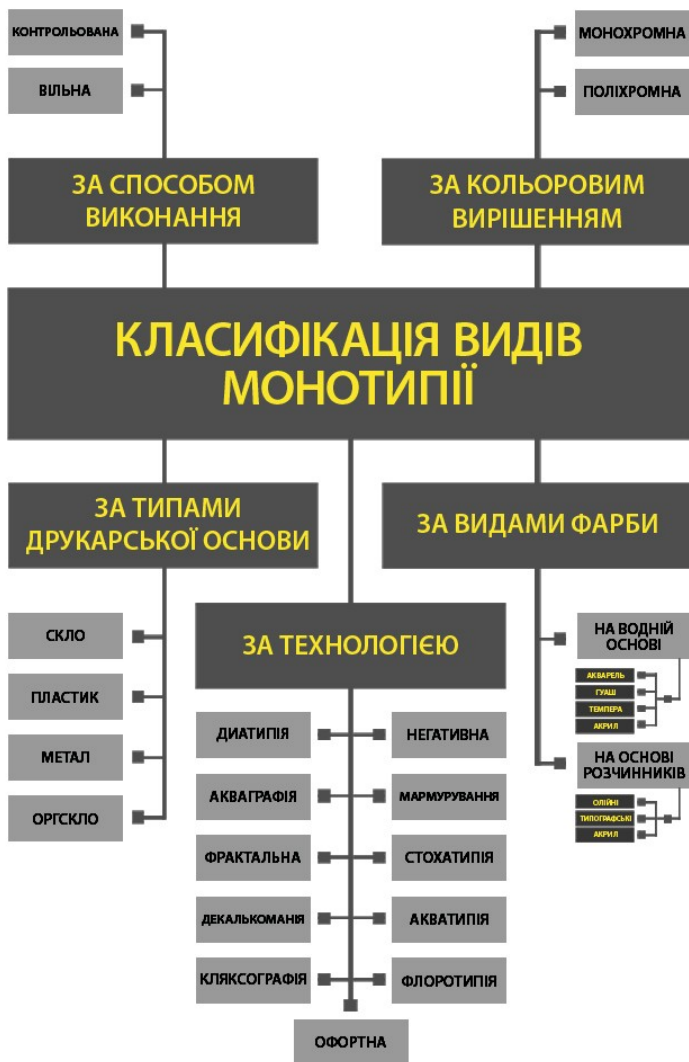 КОНТРОЛЬОВАНА
ВІЛЬНА
МОНОХРОМНА
ПОЛІХРОМНА
ЗА СПОСОБОМ
ВИКОНАННЯ
ЗА КОЛЬОРОВИМ
ВИРІШЕННЯМ
КЛАСИФІКАЦІЯ ВИДІВ
МОНОТИПІЇ
ЗА ТИПАМИ
ДРУКАРСЬКОЇ ОСНОВИ
ЗА ВИДАМИ ФАРБИ
СКЛО
ПЛАСТИК
МЕТАЛ
ОРГСКЛО
ЗА ТЕХНОЛОГІЄЮ
ДИАТИПІЯ
НЕГАТИВНА
АКВАГРАФІЯ
МАРМУРУВАННЯ
ФРАКТАЛЬНА
СТОХАТИПІЯ
ДЕКАЛЬКОМАНІЯ
АКВАТИПІЯ
КЛЯКСОГРАФІЯ
ФЛОРОТИПІЯ
ОФОРТНА
НА ВОДНІЙ
ОСНОВІ
АКВАРЕЛЬ
ГУАШ
ТЕМПЕРА
АКРИЛ
НА ОСНОВІ
РОЗЧИННИКІВ
ОЛІЙНІ
ТИПОГРАФСЬКІ
АКРИЛ